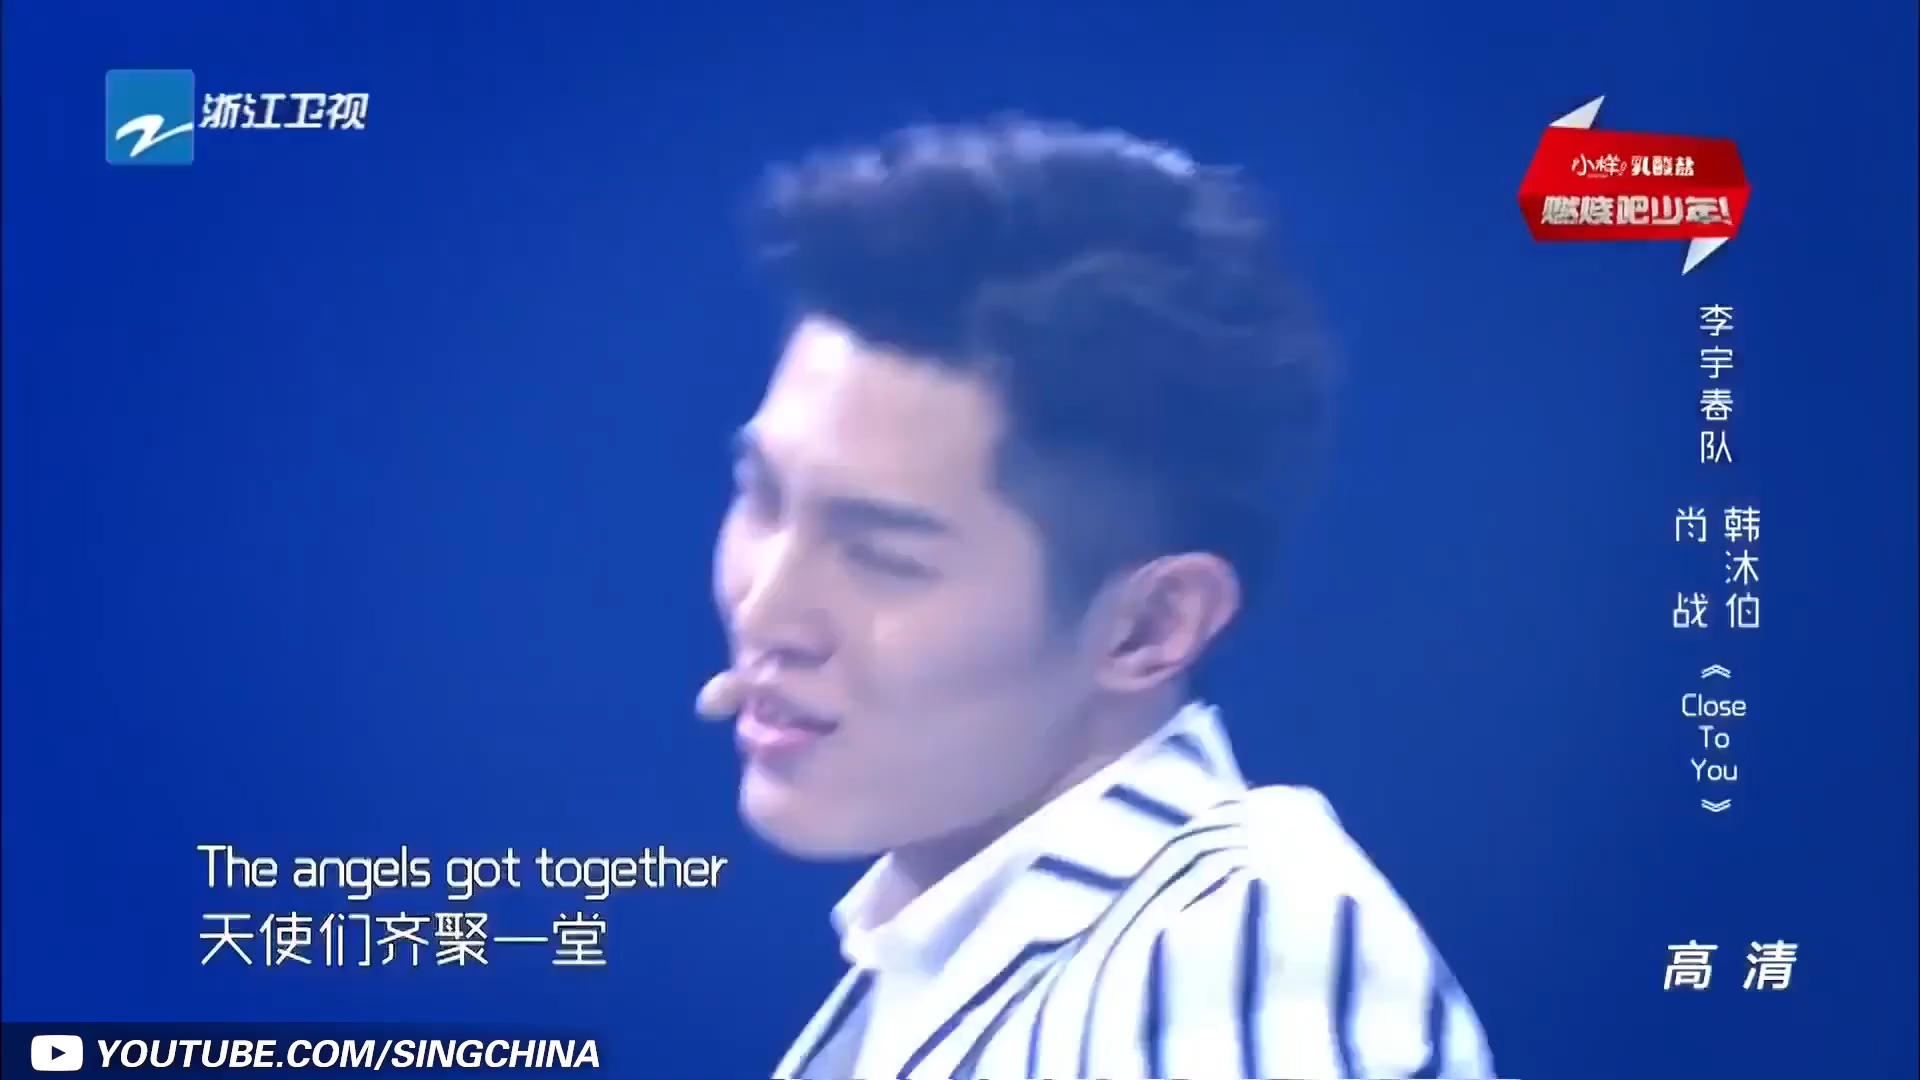 浙江卫视
小样乳酸盐
燃烧吧少年!
李宇春队
韩沐伯
肖战
《Close To You》
The angels got together
天使们齐聚一堂
高清
YOUTUBE.COM/SINGCHINA